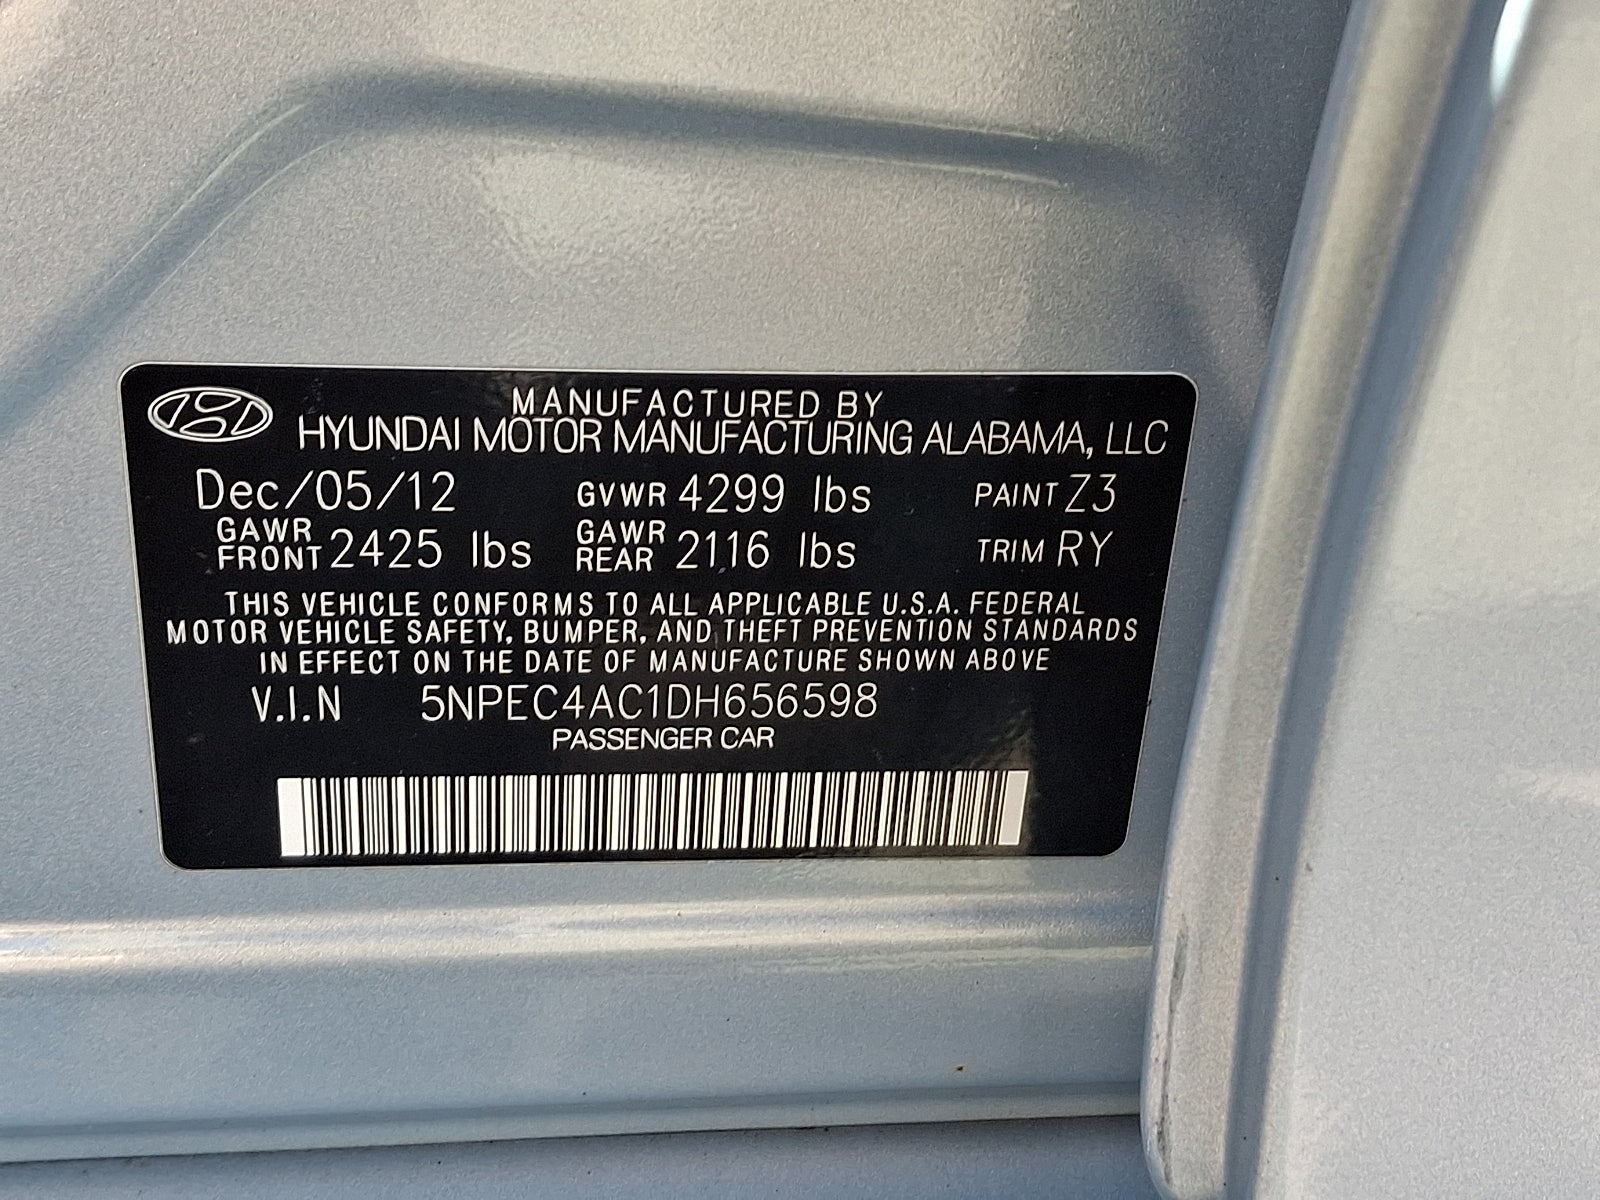 MANUFACTURED BY
HYUNDAI MOTOR MANUFACTURING ALABAMA, LLC
Dec/05/12 GVWR 4299 lbs PAINT Z3
GAWR FRONT 2425 lbs GAWR REAR 2116 lbs TRIM RY
THIS VEHICLE CONFORMS TO ALL APPLICABLE U.S.A. FEDERAL
MOTOR VEHICLE SAFETY, BUMPER, AND THEFT PREVENTION STANDARDS
IN EFFECT ON THE DATE OF MANUFACTURE SHOWN ABOVE
V.I.N 5NPEC4AC1DH656598
PASSENGER CAR